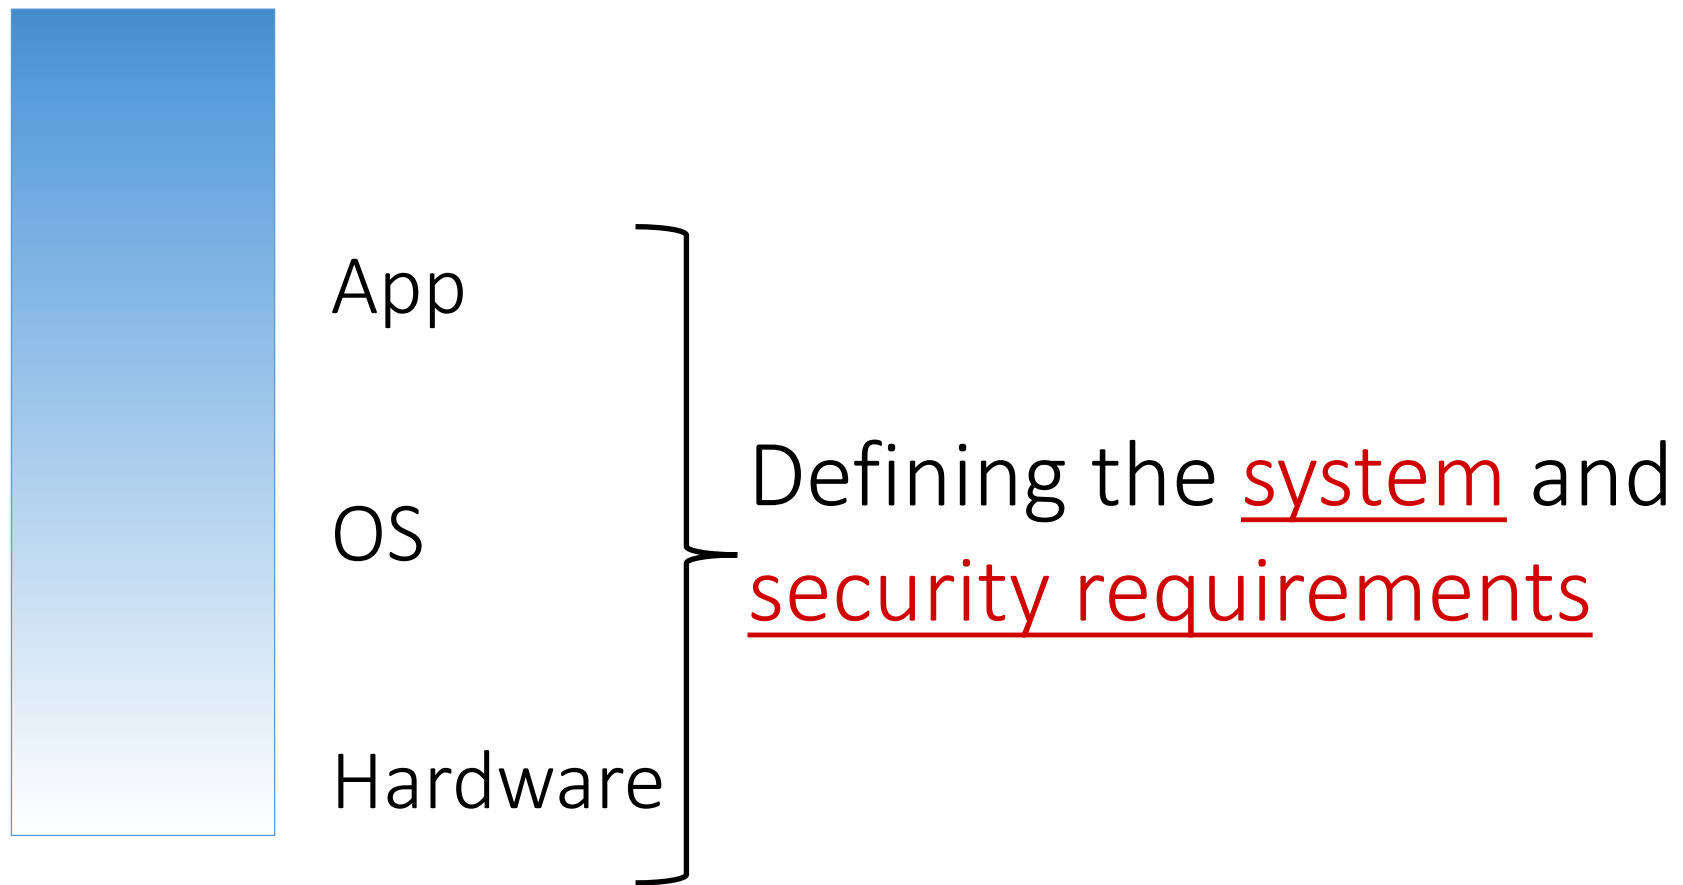 App
OS
Hardware
Defining the system and
security requirements